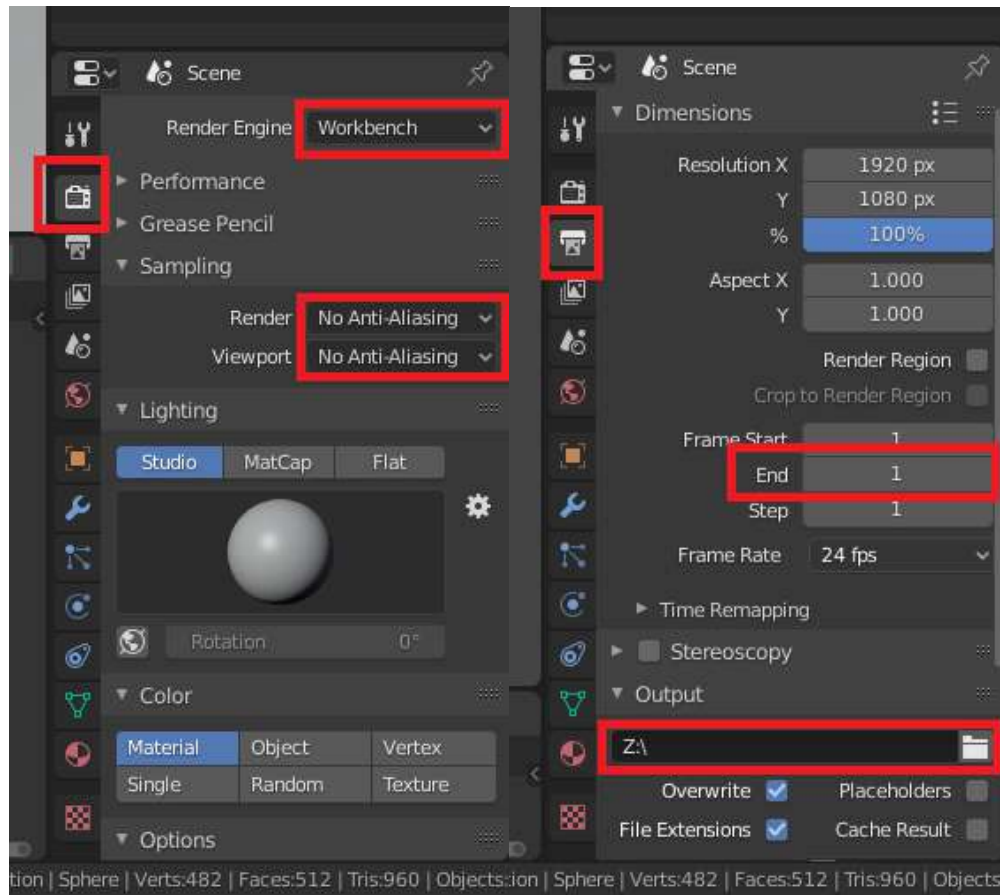 Scene
Render Engine Workbench
Performance
Grease Pencil
Sampling
Render No Anti-Aliasing
Viewport No Anti-Aliasing
Lighting
Studio MatCap Flat
Rotation 0°
Color
Material Object Vertex
Single Random Texture
Options
tion | Sphere | Verts:482 | Faces:512 | Tris:960 | Objects:
Scene
Dimensions
Resolution X 1920 px
Y 1080 px
% 100%
Aspect X 1.000
Y 1.000
Render Region
Crop to Render Region
Frame Start 1
End 1
Step 1
Frame Rate 24 fps
Time Remapping
Stereoscopy
Output
Z:\
Overwrite Placeholders
File Extensions Cache Result
ion | Sphere | Verts:482 | Faces:512 | Tris:960 | Objects